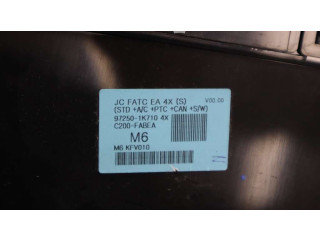 JC FATC EA 4X (S) V00.00
(STD +A/C +PTC +CAN +S/W)
97250-1K710 4X
C200-FABEA
M6
M6 KFV010